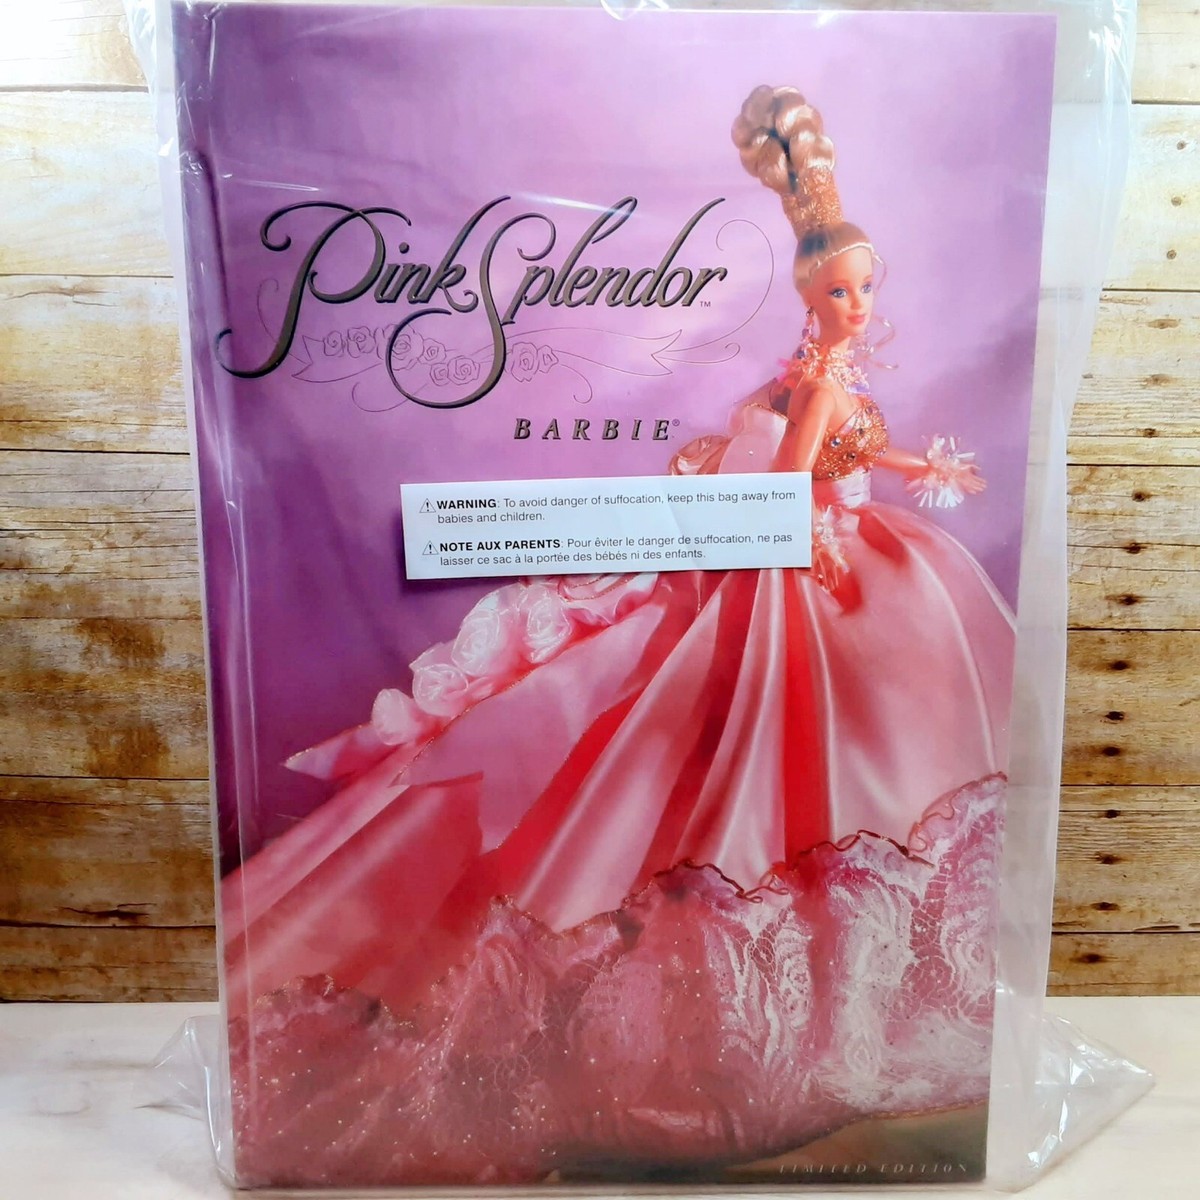 Pink Splendor™
BARBIE®
⚠ WARNING: To avoid danger of suffocation, keep this bag away from
babies and children.
⚠ NOTE AUX PARENTS: Pour éviter le danger de suffocation, ne pas
laisser ce sac à la portée des bébés ni des enfants.
LIMITED EDITION